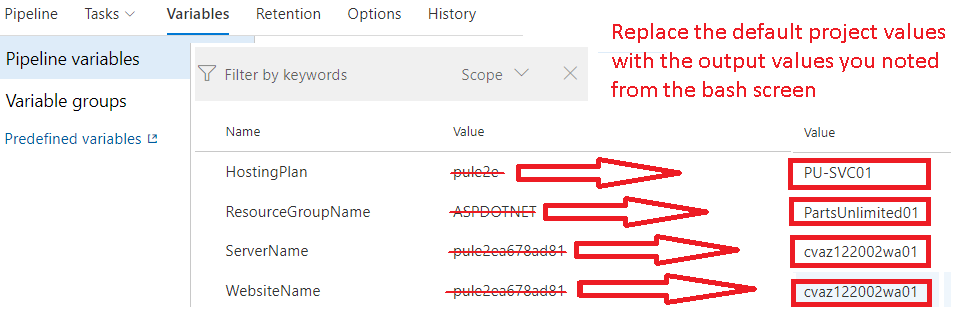 Pipeline Tasks Variables Retention Options History
Replace the default project values
with the output values you noted
from the bash screen
Pipeline variables
Variable groups
Predefined variables
Filter by keywords Scope
Name Value Value
HostingPlan pule2e PU-SVC01
ResourceGroupName ASPDOTNET PartsUnlimited01
ServerName pule2ea678ad81 cvaz122002wa01
WebsiteName pule2ea678ad81 cvaz122002wa01